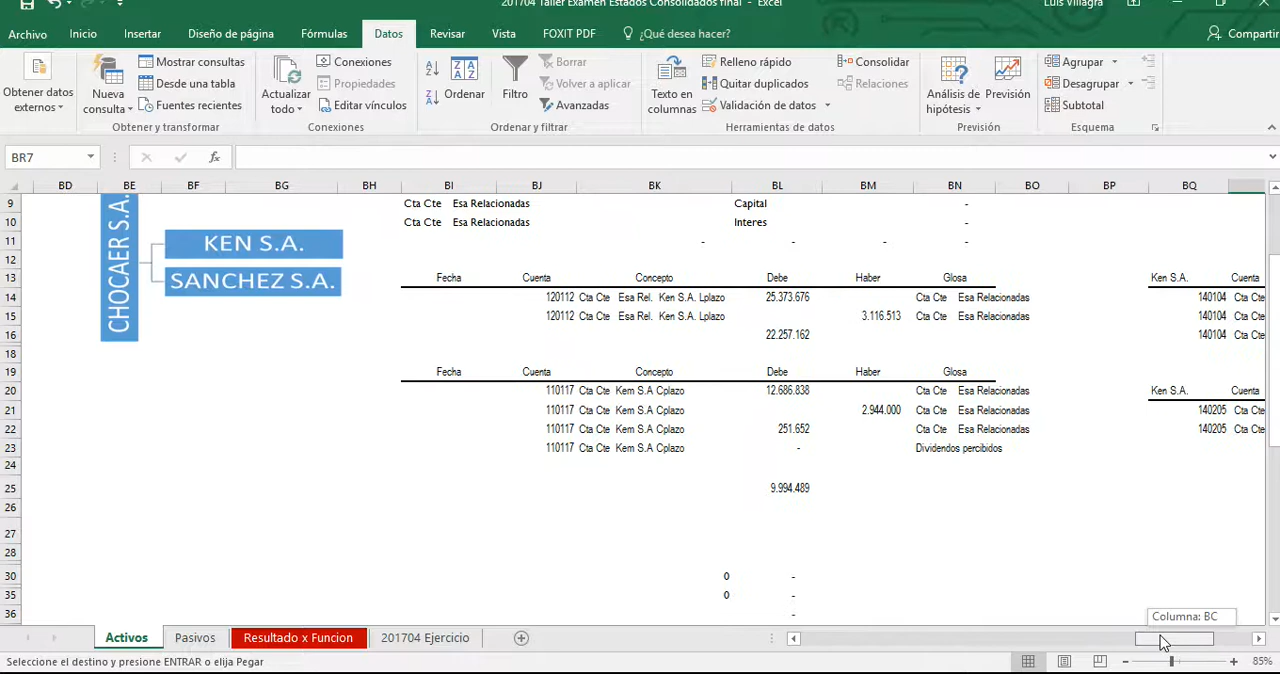 201704 Taller Examen Estados Consolidados final - Excel
Luis Villagra
Archivo Inicio Insertar Diseño de página Fórmulas Datos Revisar Vista FOXIT PDF ¿Qué desea hacer? Compartir
Obtener datos externos
Nueva consulta
Mostrar consultas
Desde una tabla
Fuentes recientes
Obtener y transformar
Actualizar todo
Conexiones
Propiedades
Editar vínculos
Conexiones
Ordenar
Filtro
Borrar
Volver a aplicar
Avanzadas
Ordenar y filtrar
Texto en columnas
Relleno rápido
Quitar duplicados
Validación de datos
Consolidar
Relaciones
Herramientas de datos
Análisis de hipótesis
Previsión
Previsión
Agrupar
Desagrupar
Subtotal
Esquema
BR7 fx
BD BE BF BG BH BI BJ BK BL BM BN BO BP BQ
9 Cta Cte Esa Relacionadas Capital -
10 Cta Cte Esa Relacionadas Interes -
11 - - - -
CHOCAER S.A.
KEN S.A.
SANCHEZ S.A.
12
13 Fecha Cuenta Concepto Debe Haber Glosa Ken S.A. Cuenta
14 120112 Cta Cte Esa Rel. Ken S.A. Lplazo 25.373.676 Cta Cte Esa Relacionadas 140104 Cta Cte
15 120112 Cta Cte Esa Rel. Ken S.A. Lplazo 3.116.513 Cta Cte Esa Relacionadas 140104 Cta Cte
16 22.257.162 140104 Cta Cte
18
19 Fecha Cuenta Concepto Debe Haber Glosa
20 110117 Cta Cte Kem S.A Cplazo 12.686.838 Cta Cte Esa Relacionadas Ken S.A. Cuenta
21 110117 Cta Cte Kem S.A Cplazo 2.944.000 Cta Cte Esa Relacionadas 140205 Cta Cte
22 110117 Cta Cte Kem S.A Cplazo 251.652 Cta Cte Esa Relacionadas 140205 Cta Cte
23 110117 Cta Cte Kem S.A Cplazo - Dividendos percibidos
24
25 9.994.489
26
27
28
30 0 -
35 0 -
36 -
Columna: BC
Activos Pasivos Resultado x Funcion 201704 Ejercicio
Seleccione el destino y presione ENTRAR o elija Pegar 85%